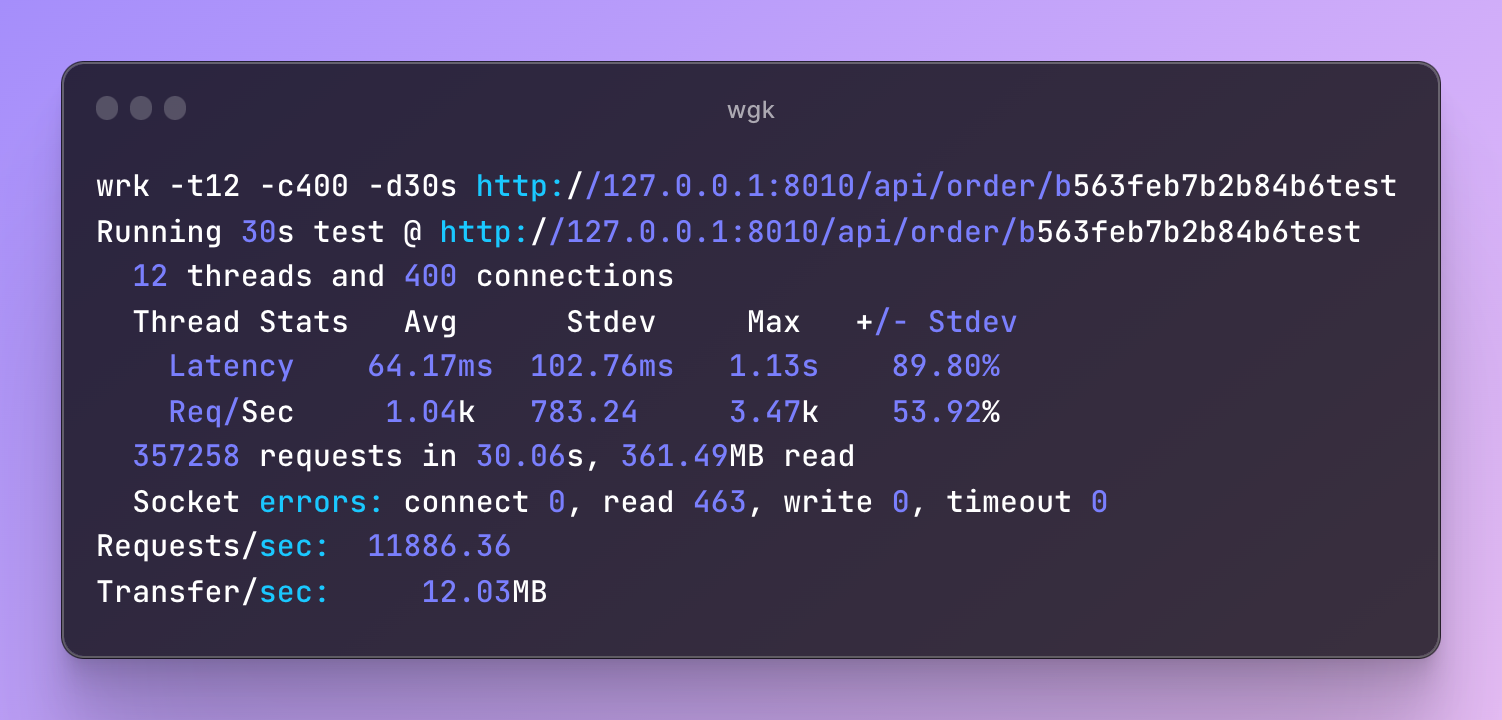 wgk
wrk -t12 -c400 -d30s http://127.0.0.1:8010/api/order/b563feb7b2b84b6test
Running 30s test @ http://127.0.0.1:8010/api/order/b563feb7b2b84b6test
  12 threads and 400 connections
  Thread Stats   Avg      Stdev     Max   +/- Stdev
    Latency    64.17ms  102.76ms   1.13s    89.80%
    Req/Sec     1.04k   783.24     3.47k    53.92%
  357258 requests in 30.06s, 361.49MB read
  Socket errors: connect 0, read 463, write 0, timeout 0
Requests/sec:  11886.36
Transfer/sec:     12.03MB